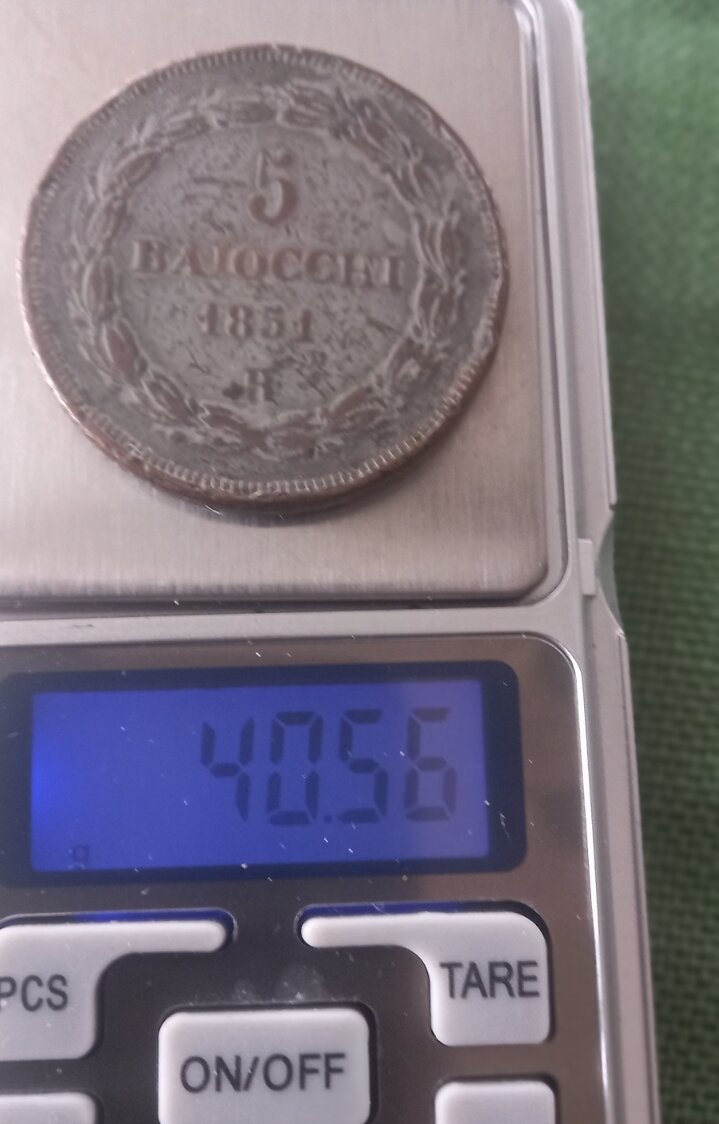 5
BAIOCCHI
1851
R
40.56
g
PCS
TARE
ON/OFF